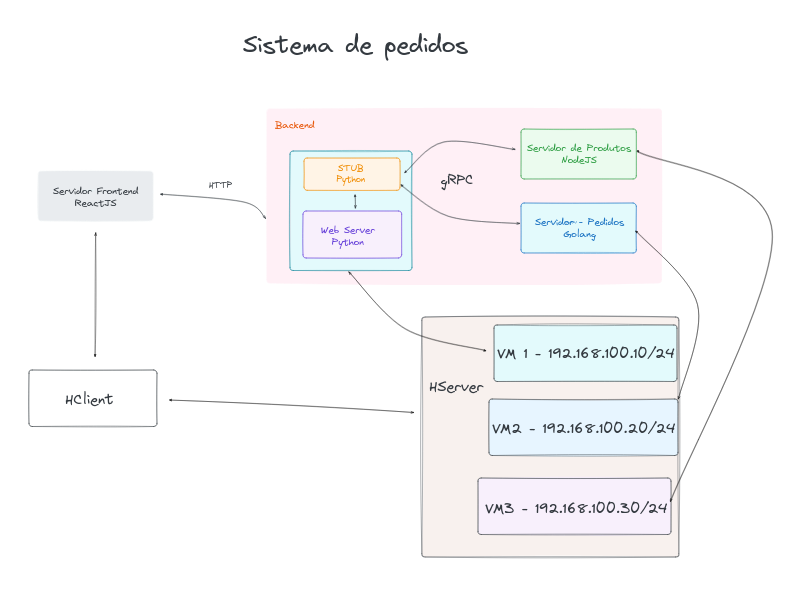 Sistema de pedidos
Backend
STUB
Python
Servidor de Produtos
NodeJS
gRPC
HTTP
Servidor Frontend
ReactJS
Web Server
Python
Servidor - Pedidos
Golang
VM 1 - 192.168.100.10/24
HServer
HClient
VM2 - 192.168.100.20/24
VM3 - 192.168.100.30/24